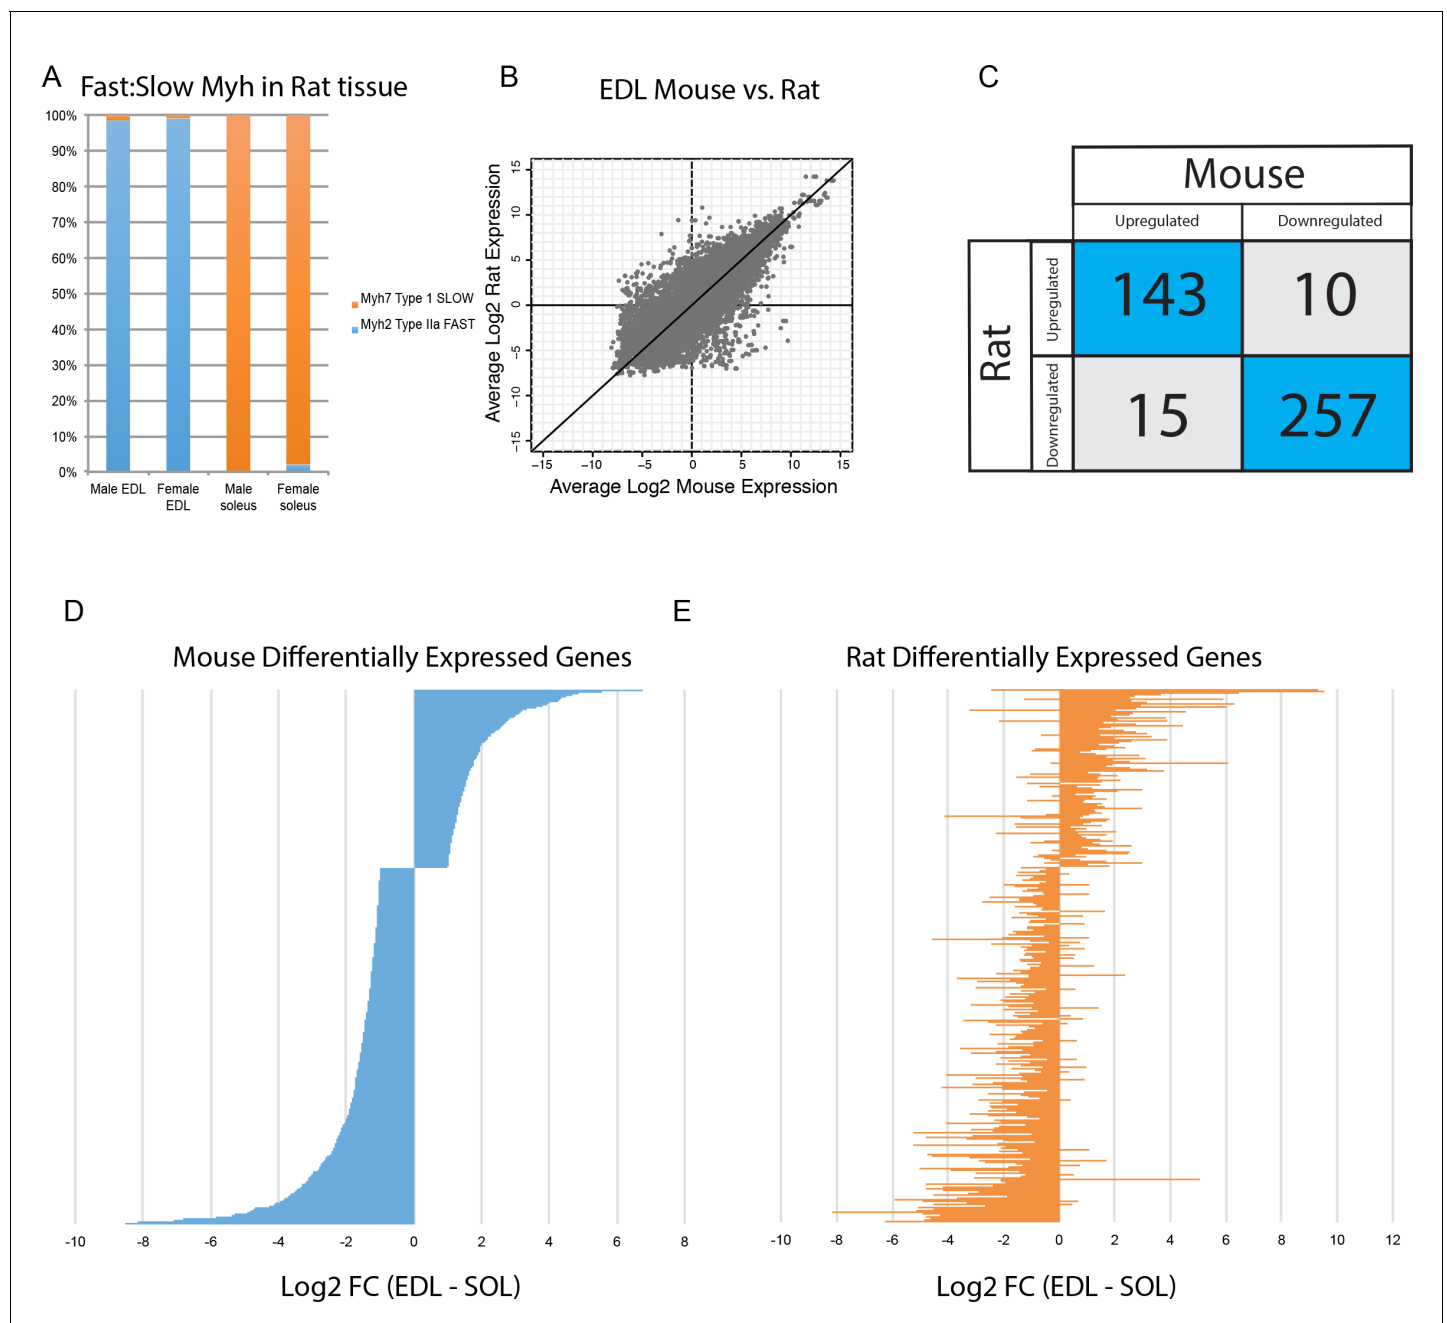 A
Fast:Slow Myh in Rat tissue
100%
90%
80%
70%
60%
50%
40%
30%
20%
10%
0%
Male EDL
Female
EDL
Male
soleus
Female
soleus
Myh7 Type 1 SLOW
Myh2 Type IIa FAST
B
EDL Mouse vs. Rat
Average Log2 Rat Expression
15
10
5
0
−5
−10
−15
−15 −10 −5 0 5 10 15
Average Log2 Mouse Expression
C
Mouse
Upregulated Downregulated
Rat
Upregulated
143 10
Downregulated
15 257
D
Mouse Differentially Expressed Genes
-10 -8 -6 -4 -2 0 2 4 6 8
Log2 FC (EDL - SOL)
E
Rat Differentially Expressed Genes
-10 -8 -6 -4 -2 0 2 4 6 8 10 12
Log2 FC (EDL - SOL)